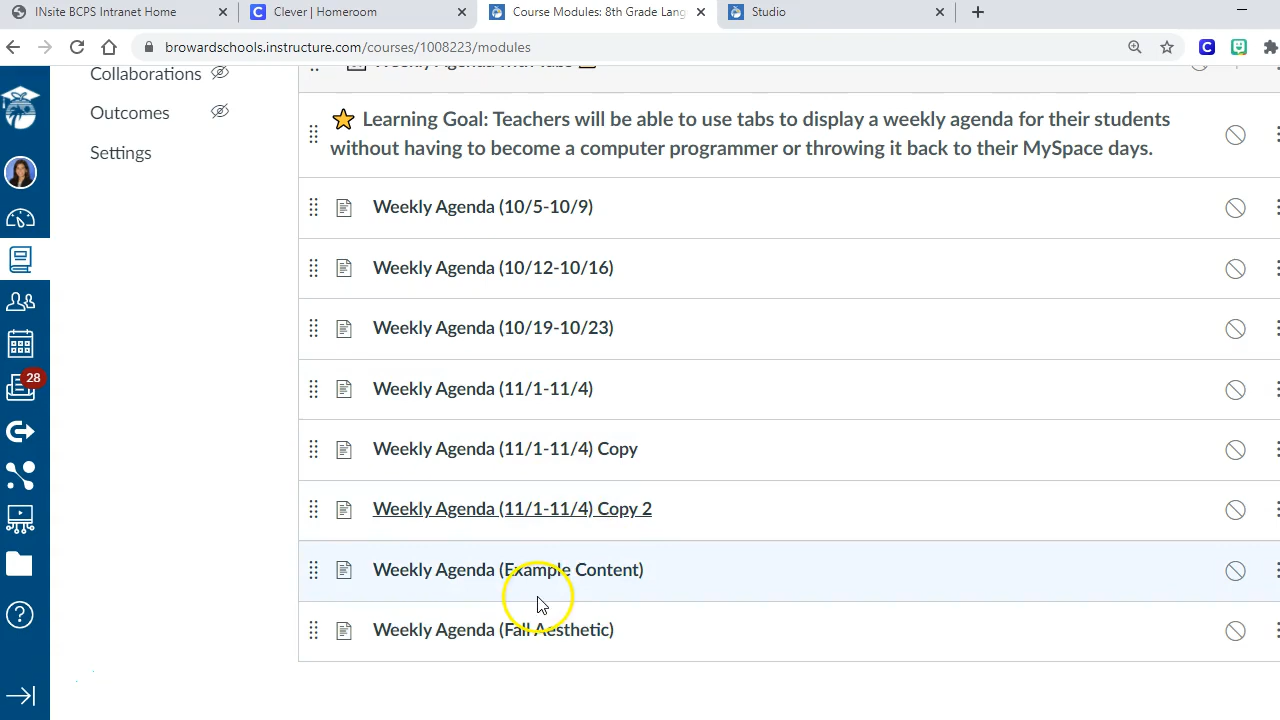 INsite BCPS Intranet Home
Clever | Homeroom
Course Modules: 8th Grade Lang
Studio
browardschools.instructure.com/courses/1008223/modules
Collaborations
Weekly Agenda with Tabs
Outcomes
Settings
Learning Goal: Teachers will be able to use tabs to display a weekly agenda for their students
without having to become a computer programmer or throwing it back to their MySpace days.
Weekly Agenda (10/5-10/9)
Weekly Agenda (10/12-10/16)
Weekly Agenda (10/19-10/23)
Weekly Agenda (11/1-11/4)
28
Weekly Agenda (11/1-11/4) Copy
Weekly Agenda (11/1-11/4) Copy 2
Weekly Agenda (Example Content)
Weekly Agenda (Fall Aesthetic)